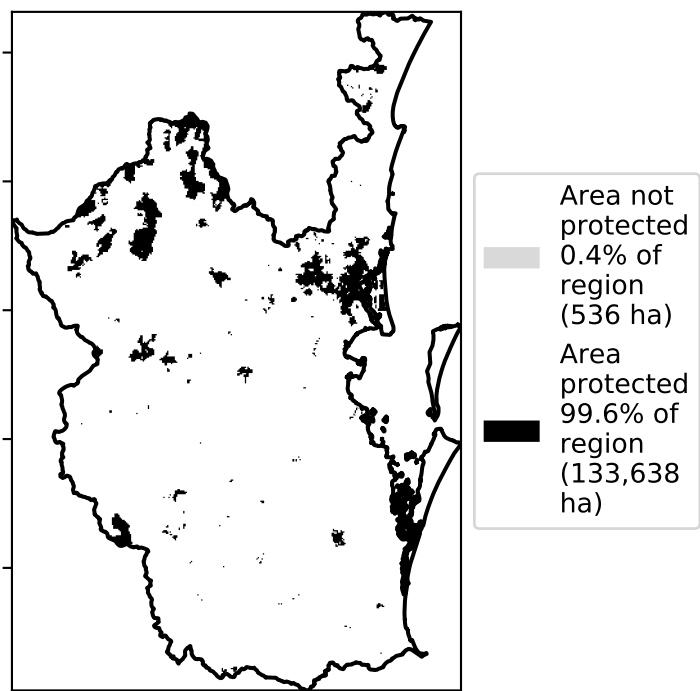 Area not
protected
0.4% of
region
(536 ha)
Area
protected
99.6% of
region
(133,638
ha)